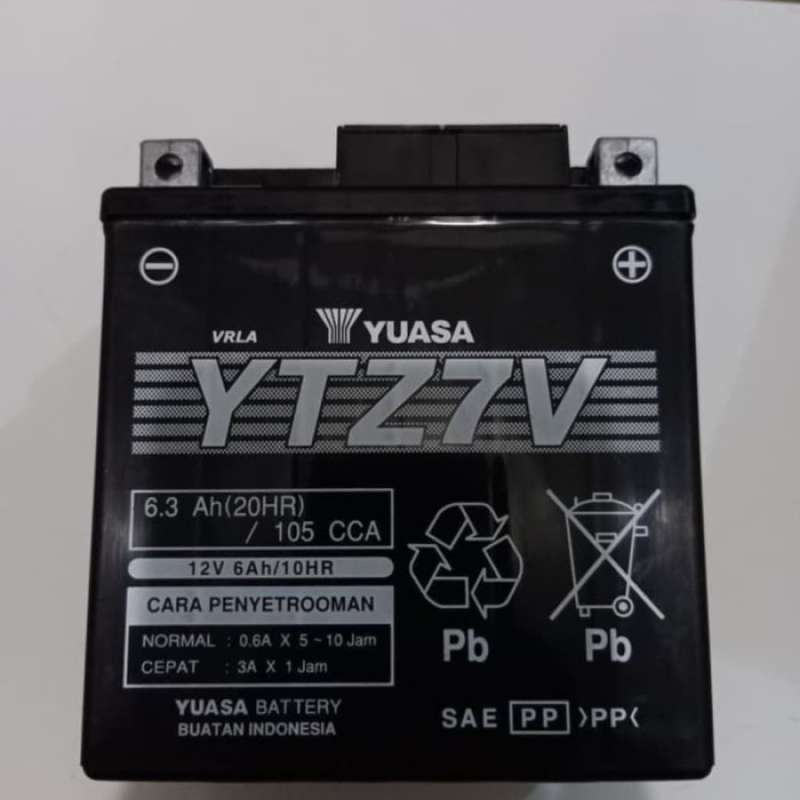 VRLA YUASA
YTZ7V
6.3 Ah(20HR)
/ 105 CCA
12V 6Ah/10HR
CARA PENYETROOMAN
NORMAL : 0.6A X 5 ~ 10 Jam
CEPAT : 3A X 1 Jam
YUASA BATTERY
BUATAN INDONESIA
Pb Pb
SAE PP >PP<